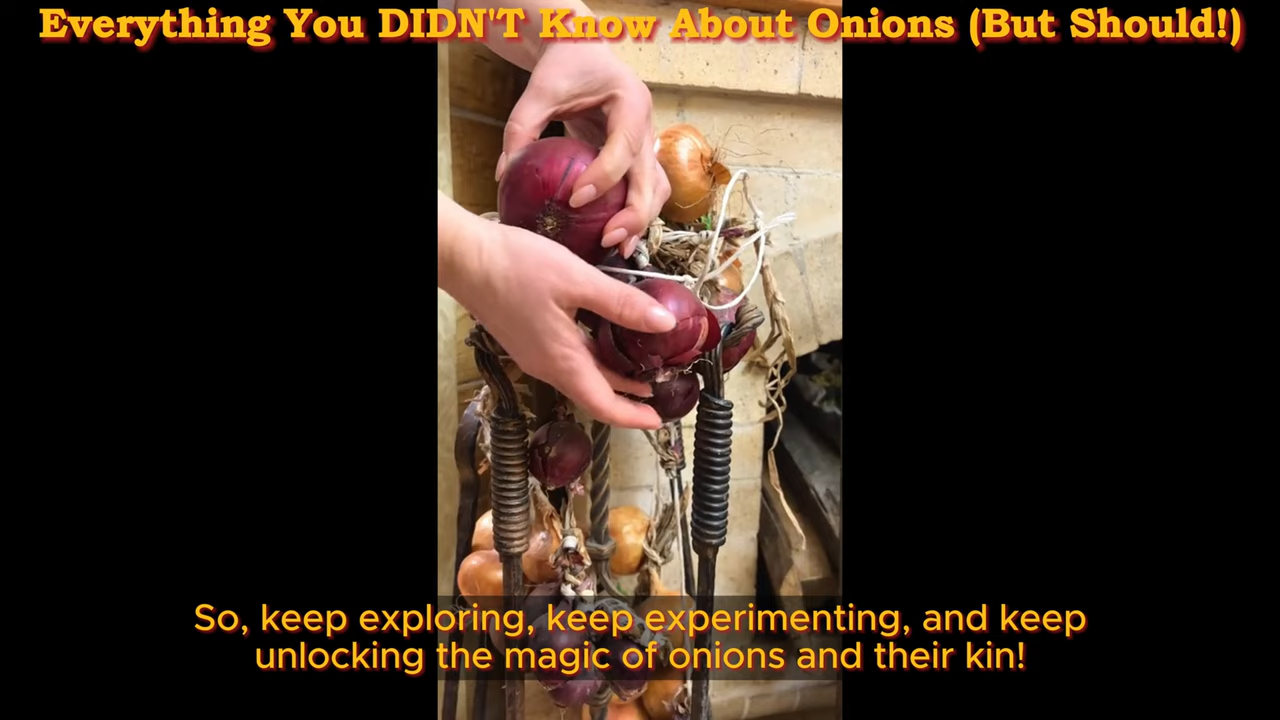 Everything You DIDN'T Know About Onions (But Should!)
So, keep exploring, keep experimenting, and keep
unlocking the magic of onions and their kin!